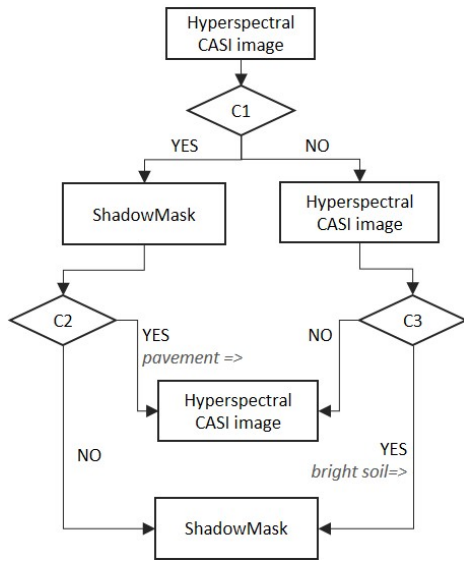 Hyperspectral
CASI image
C1
YES
NO
ShadowMask
Hyperspectral
CASI image
C2
C3
YES
pavement =>
NO
Hyperspectral
CASI image
NO
YES
bright soil=>
ShadowMask